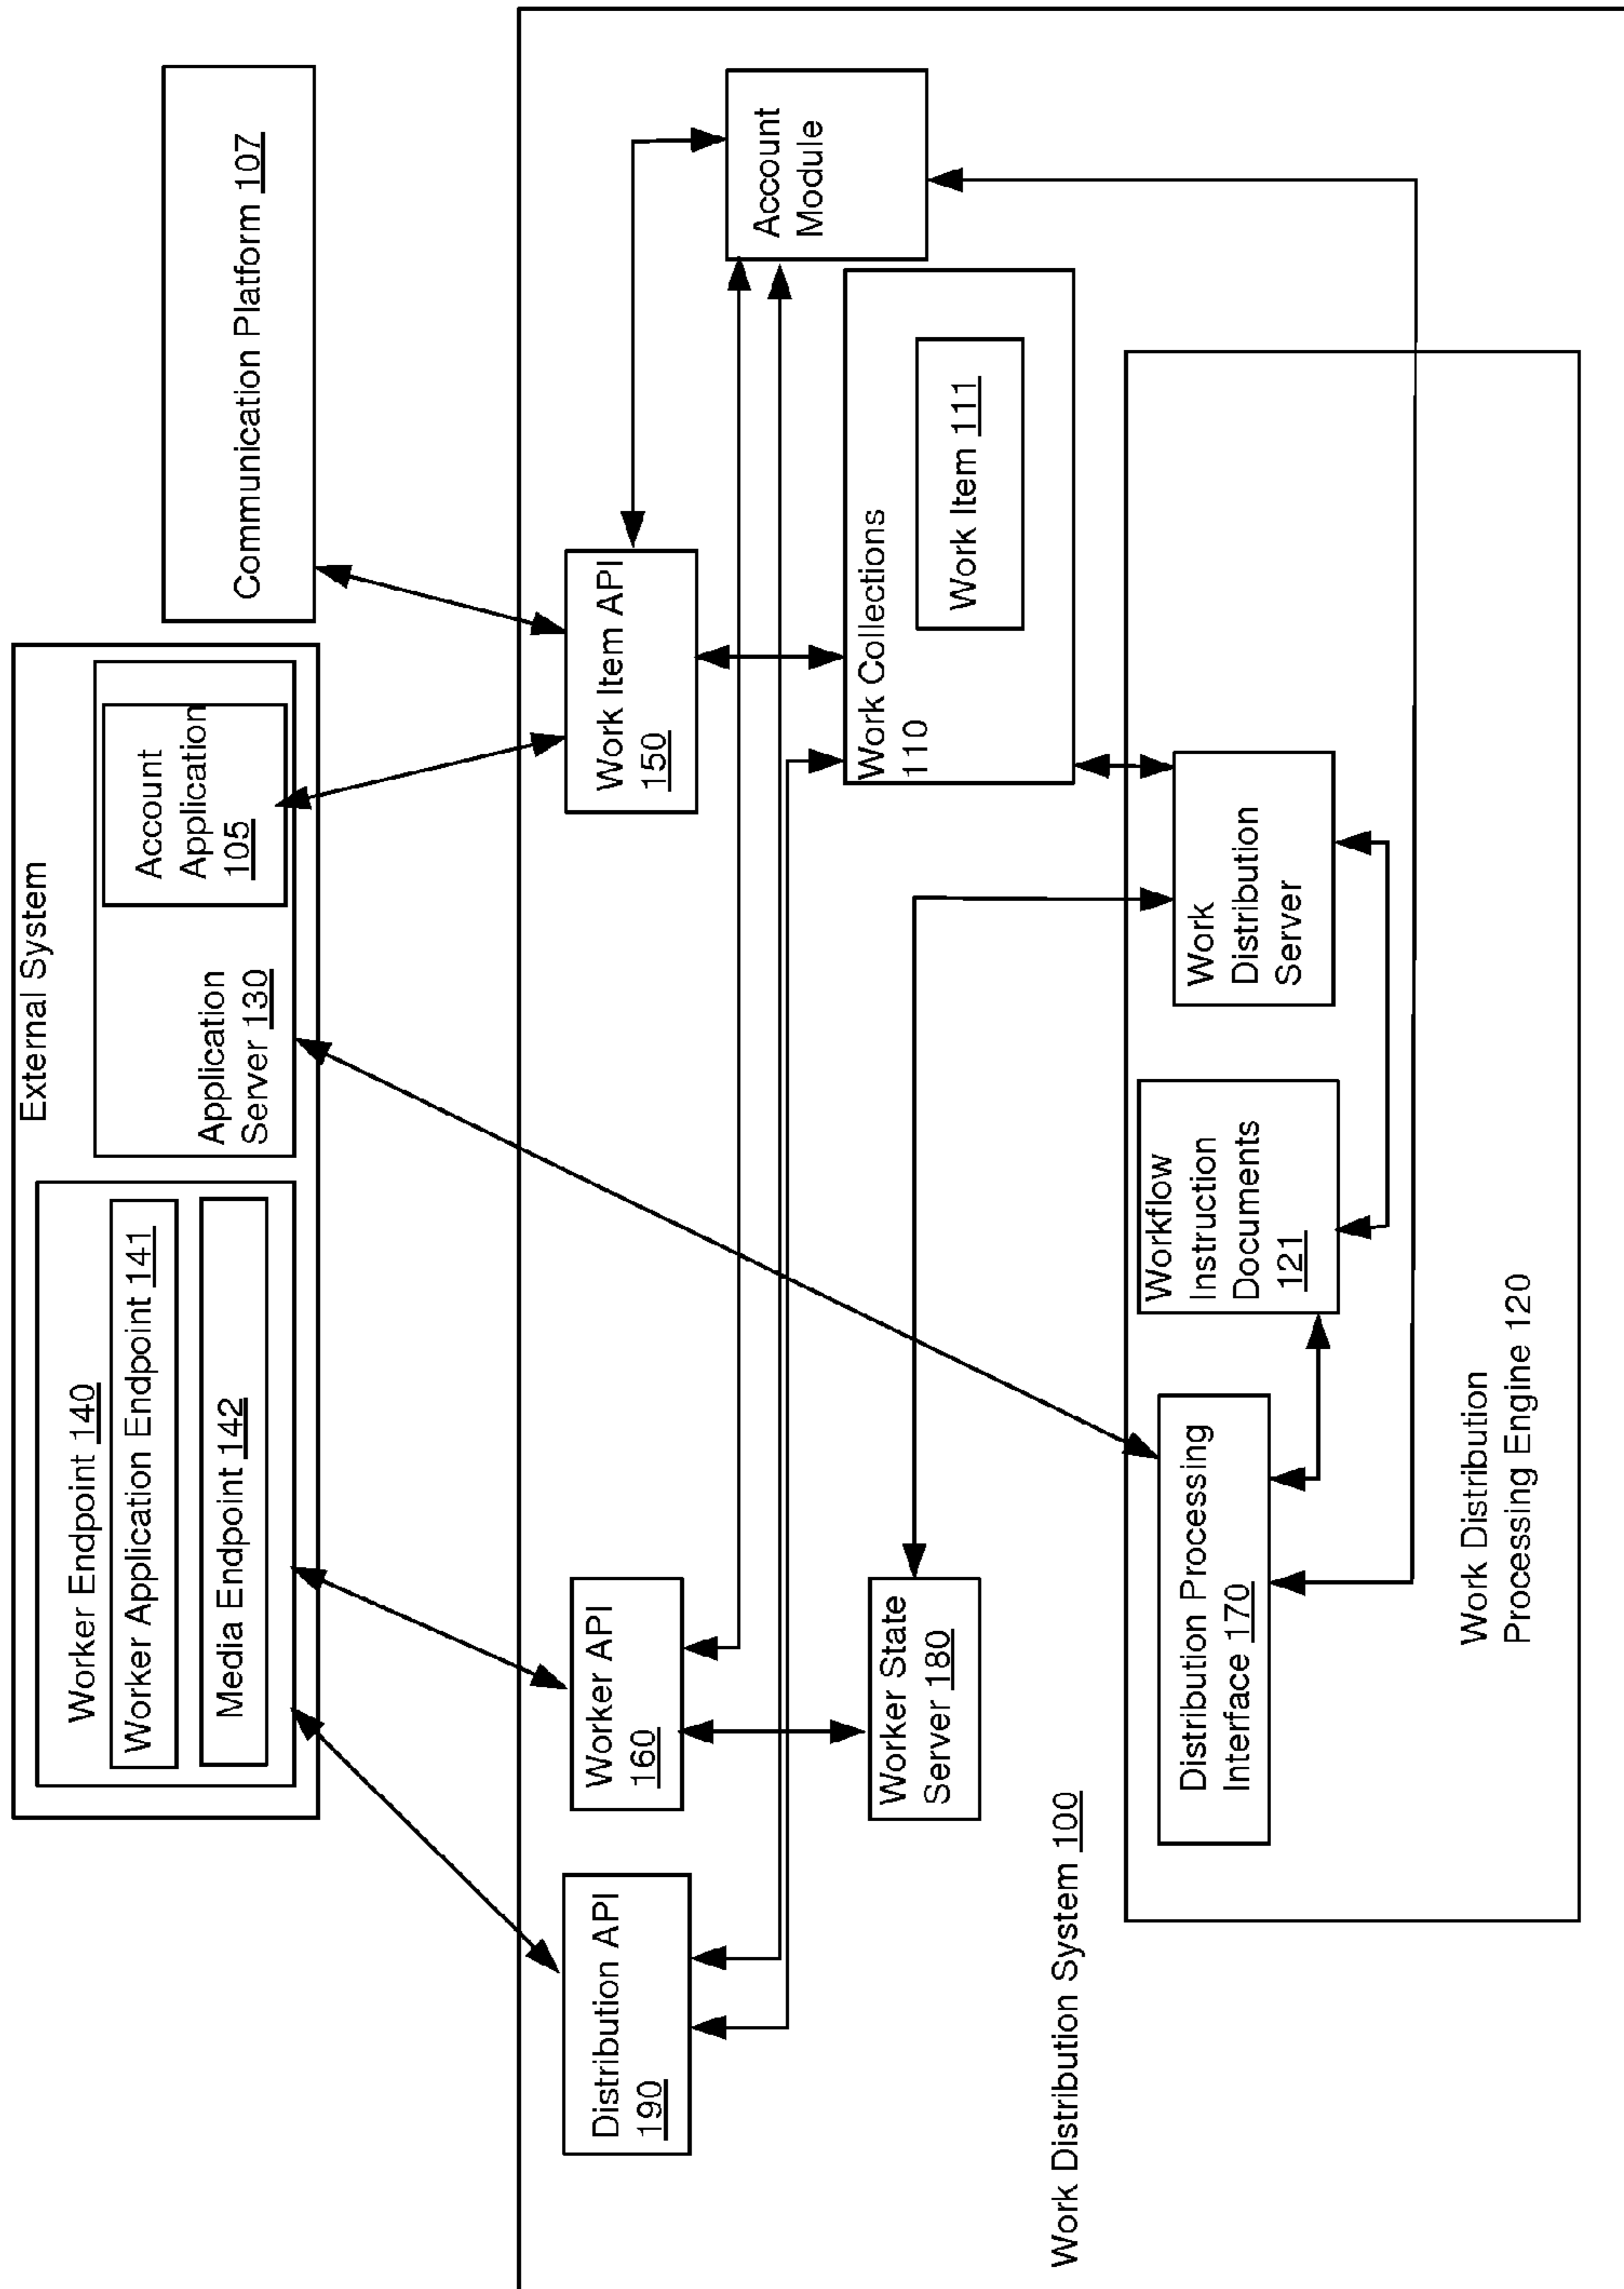 External System
Worker Endpoint 140
Worker Application Endpoint 141
Media Endpoint 142
Application
Server 130
Account
Application
105
Communication Platform 107
Distribution API
190
Worker API
160
Work Item API
150
Account
Module
Worker State
Server 180
Work Collections
110
Work Item 111
Work Distribution System 100
Distribution Processing
Interface 170
Workflow
Instruction
Documents
121
Work
Distribution
Server
Work Distribution
Processing Engine 120